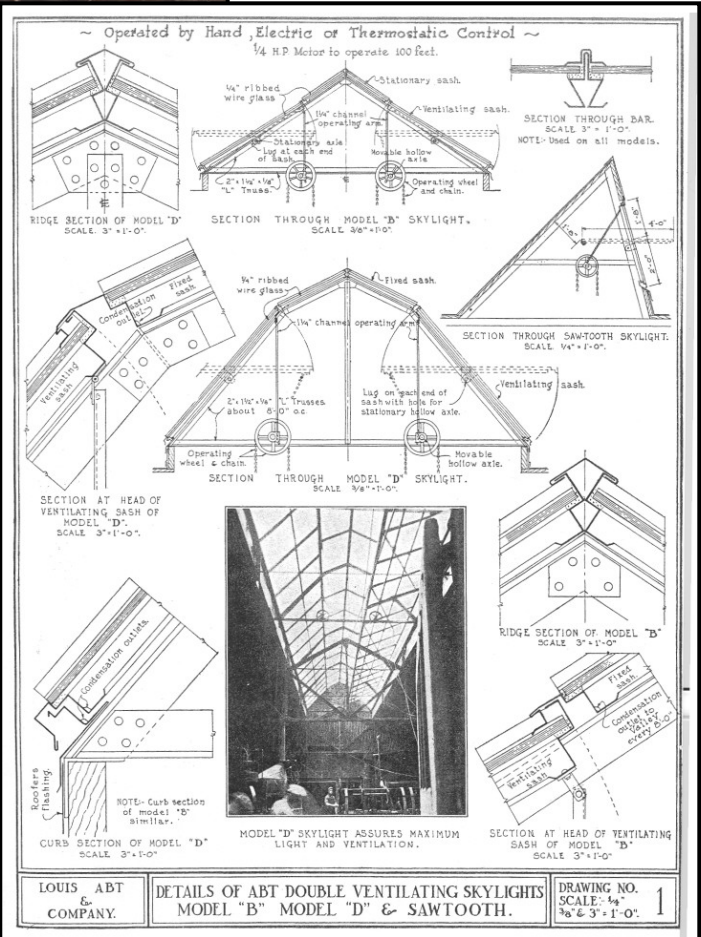 ~ Operated by Hand, Electric or Thermostatic Control ~
1/4 H.P. Motor to operate 100 feet.
RIDGE SECTION OF MODEL "D"
SCALE. 3" = 1'-0".
1/4" ribbed
wire glass
Stationary sash.
1 1/4" channel
operating arm
Ventilating sash.
Stationary axle
Lug at each end
of sash
Movable hollow
axle
2" x 1 1/2" x 1/8"
"L" Truss.
Operating wheel
and chain.
SECTION THROUGH MODEL "B" SKYLIGHT.
SCALE 3/8" = 1'-0".
SECTION THROUGH BAR.
SCALE 3" = 1'-0".
NOTE:- Used on all models.
1'-8"
1'-8"
4'-0"
2'-0"
SECTION THROUGH SAW-TOOTH SKYLIGHT.
SCALE 1/4" = 1'-0".
Condensation
outlet
Fixed
sash.
Ventilating
sash
SECTION AT HEAD OF
VENTILATING SASH OF
MODEL "D".
SCALE 3" = 1'-0".
1/4" ribbed
wire glass
Fixed sash.
1 1/4" channel operating arm
2" x 1 1/2" x 1/8" "L" Trusses
about 8'-0" o.c.
Lug on each end of
sash with hole for
stationary hollow axle.
Ventilating sash.
Operating
wheel & chain.
Movable
hollow axle.
SECTION THROUGH MODEL "D" SKYLIGHT.
SCALE 3/8" = 1'-0".
RIDGE SECTION OF MODEL "B"
SCALE 3" = 1'-0"
Condensation outlets.
Roofers
flashing.
NOTE:- Curb section
of model "B"
similar.
CURB SECTION OF MODEL "D"
SCALE 3" = 1'-0"
MODEL "D" SKYLIGHT ASSURES MAXIMUM
LIGHT AND VENTILATION.
Fixed
sash.
Condensation
outlet to
Valley
every 8'-0"
Ventilating
sash
SECTION AT HEAD OF VENTILATING
SASH OF MODEL "B"
SCALE 3" = 1'-0"
LOUIS ABT
&
COMPANY.
DETAILS OF ABT DOUBLE VENTILATING SKYLIGHTS
MODEL "B" MODEL "D" & SAWTOOTH.
DRAWING NO.
SCALE:- 1/4"
3/8" & 3" = 1'-0".
1